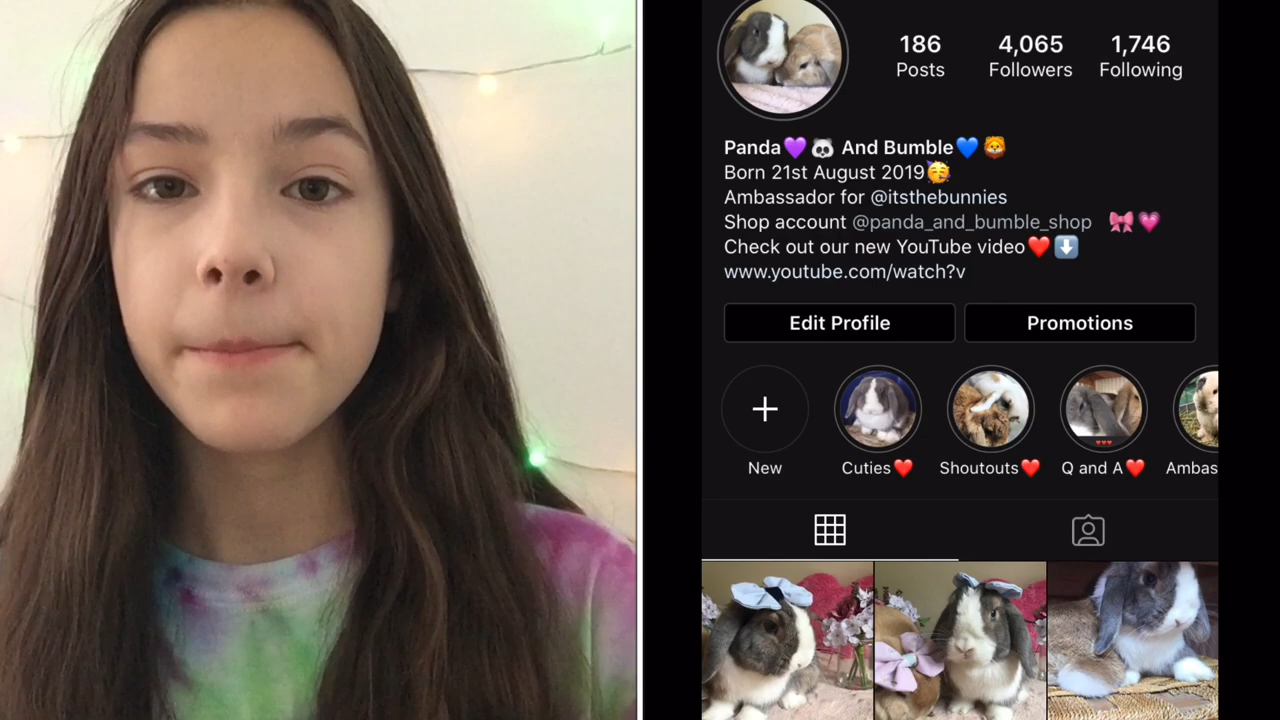 186 4,065 1,746
Posts Followers Following
Panda💜🐼 And Bumble💙🦁
Born 21st August 2019🥳
Ambassador for @itsthebunnies
Shop account @panda_and_bumble_shop 🎀💗
Check out our new YouTube video❤️⬇️
www.youtube.com/watch?v
Edit Profile Promotions
New Cuties❤️ Shoutouts❤️ Q and A❤️ Ambas